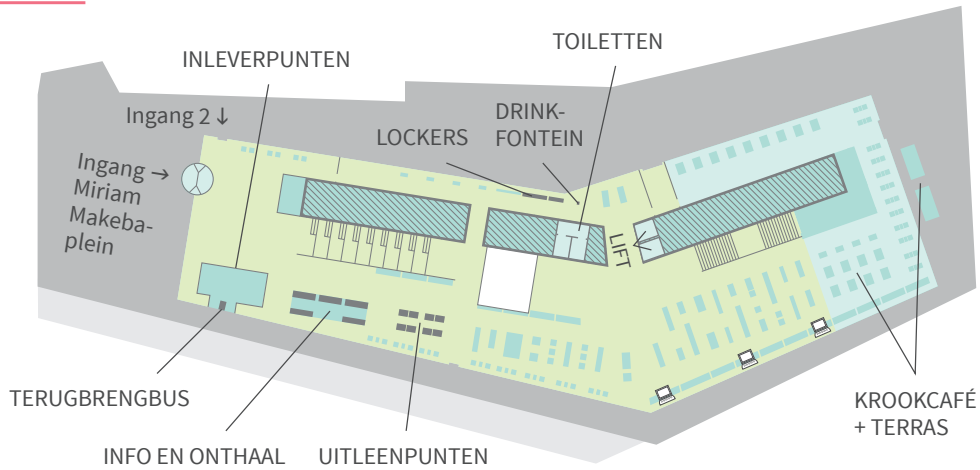 TOILETTEN
INLEVERPUNTEN
DRINK-
FONTEIN
Ingang 2 ↓
LOCKERS
Ingang →
Miriam
Makeba-
plein
LIFT
TERUGBRENGBUS
KROOKCAFÉ
+ TERRAS
INFO EN ONTHAAL
UITLEENPUNTEN